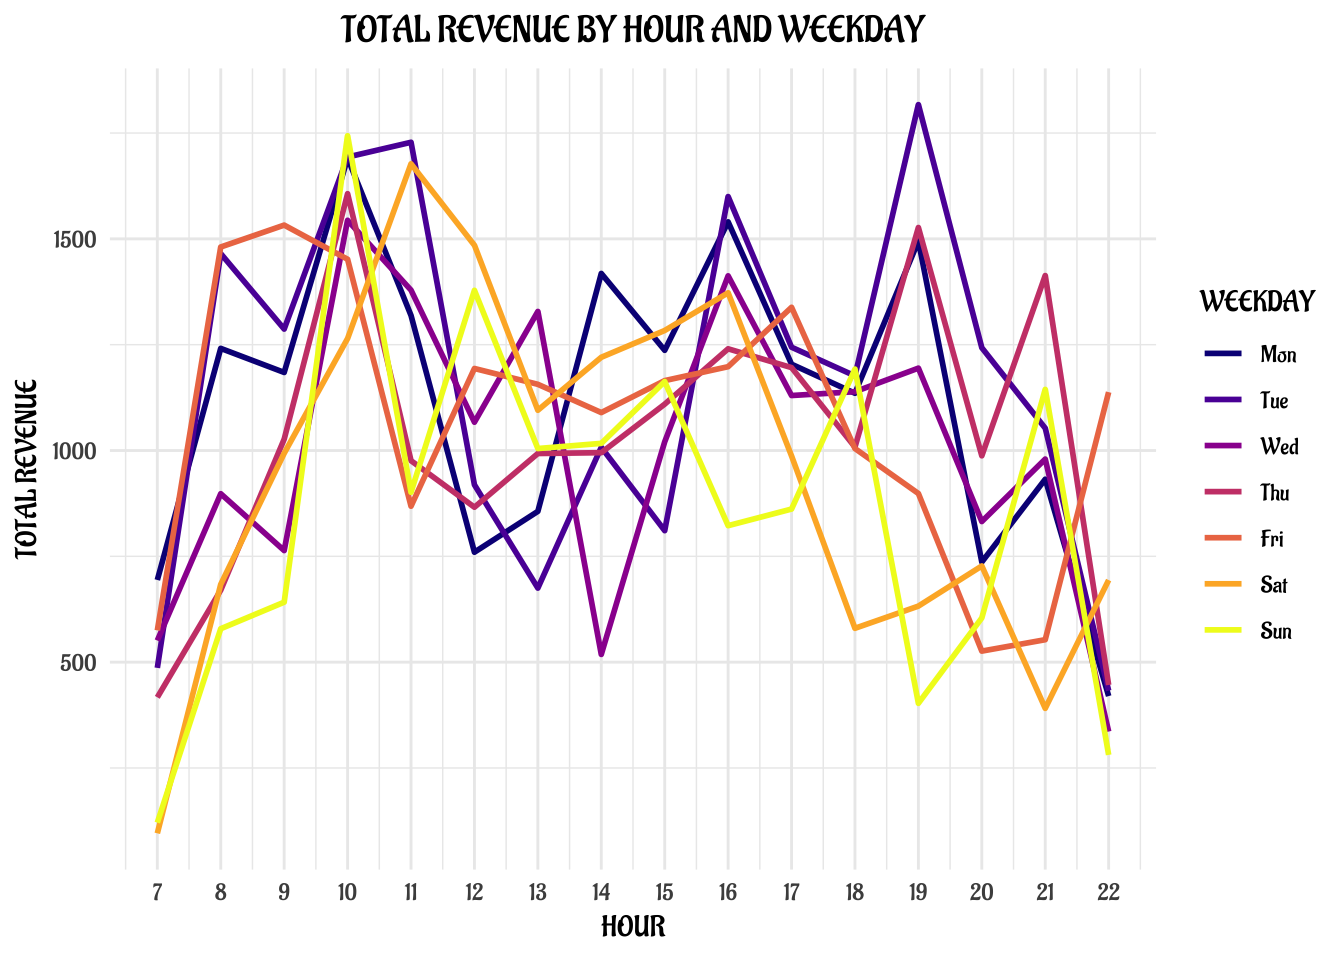 TOTAL REVENUE BY HOUR AND WEEKDAY
TOTAL REVENUE
1500
1000
500
7 8 9 10 11 12 13 14 15 16 17 18 19 20 21 22
HOUR
WEEKDAY
Mon
Tue
Wed
Thu
Fri
Sat
Sun